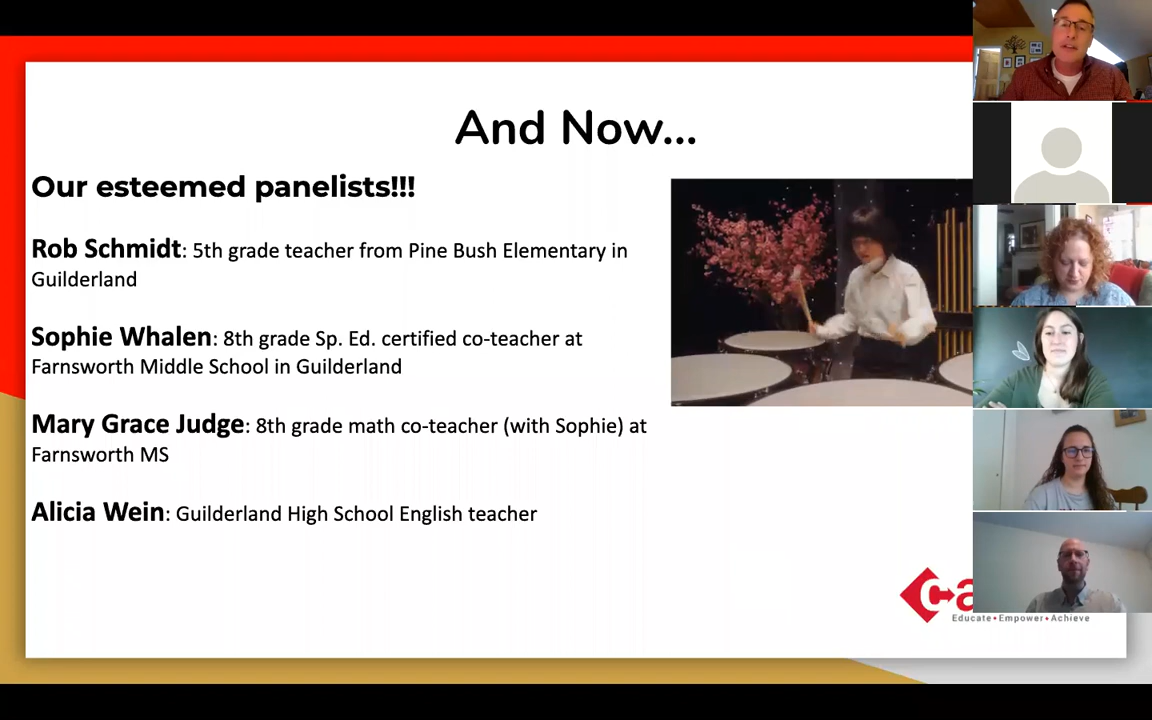 And Now...
Our esteemed panelists!!!
Rob Schmidt: 5th grade teacher from Pine Bush Elementary in
Guilderland
Sophie Whalen: 8th grade Sp. Ed. certified co-teacher at
Farnsworth Middle School in Guilderland
Mary Grace Judge: 8th grade math co-teacher (with Sophie) at
Farnsworth MS
Alicia Wein: Guilderland High School English teacher
Educate•Empower•Achieve